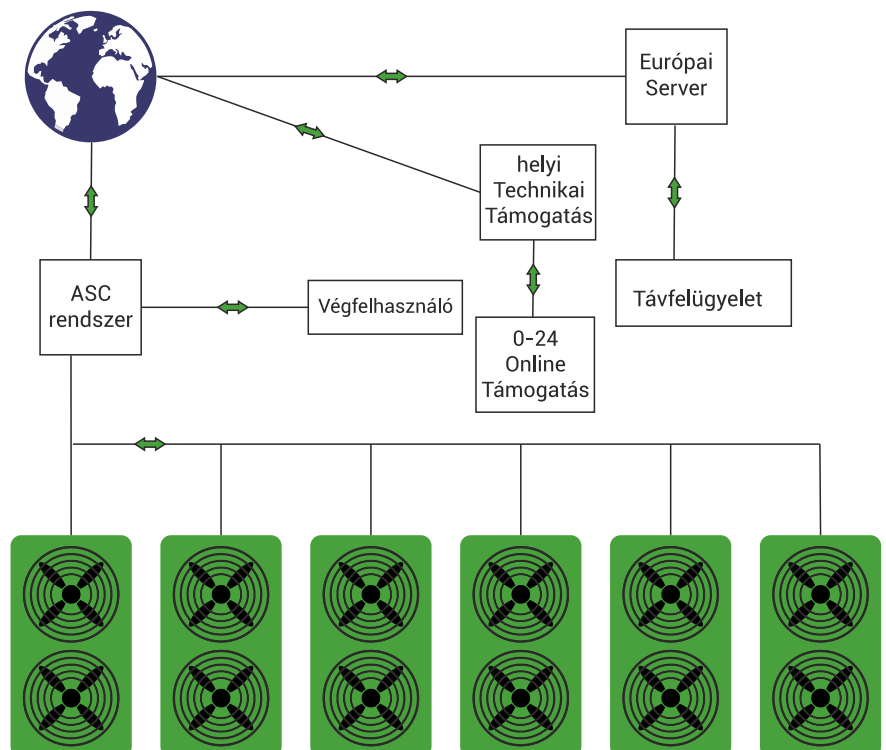 Európai
Server
helyi
Technikai
Támogatás
ASC
rendszer
Végfelhasználó
Távfelügyelet
0-24
Online
Támogatás